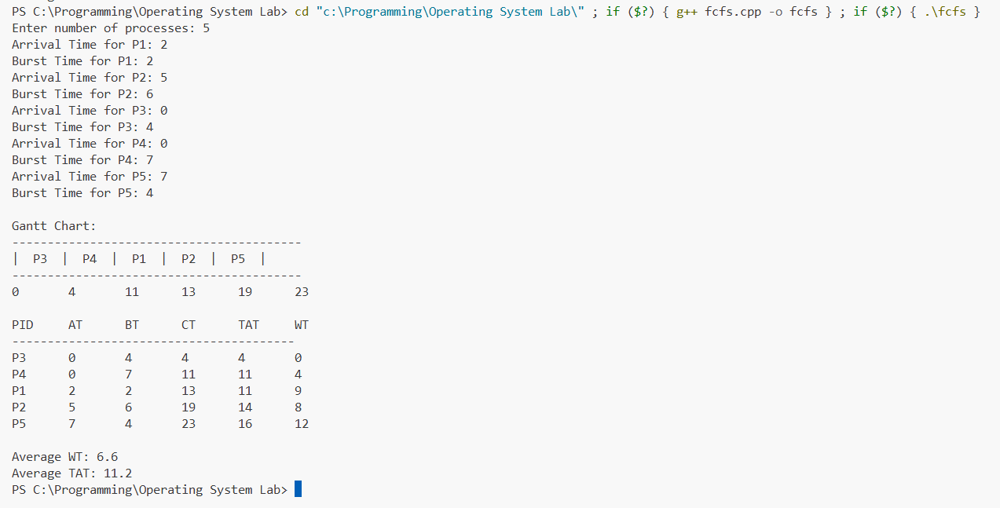 PS C:\Programming\Operating System Lab> cd "c:\Programming\Operating System Lab\" ; if ($?) { g++ fcfs.cpp -o fcfs } ; if ($?) { .\fcfs }
Enter number of processes: 5
Arrival Time for P1: 2
Burst Time for P1: 2
Arrival Time for P2: 5
Burst Time for P2: 6
Arrival Time for P3: 0
Burst Time for P3: 4
Arrival Time for P4: 0
Burst Time for P4: 7
Arrival Time for P5: 7
Burst Time for P5: 4

Gantt Chart:
-----------------------------------------
|  P3  |  P4  |  P1  |  P2  |  P5  |
-----------------------------------------
0       4       11      13      19      23

PID     AT      BT      CT      TAT     WT
----------------------------------------
P3      0       4       4       4       0
P4      0       7       11      11      4
P1      2       2       13      11      9
P2      5       6       19      14      8
P5      7       4       23      16      12

Average WT: 6.6
Average TAT: 11.2
PS C:\Programming\Operating System Lab>